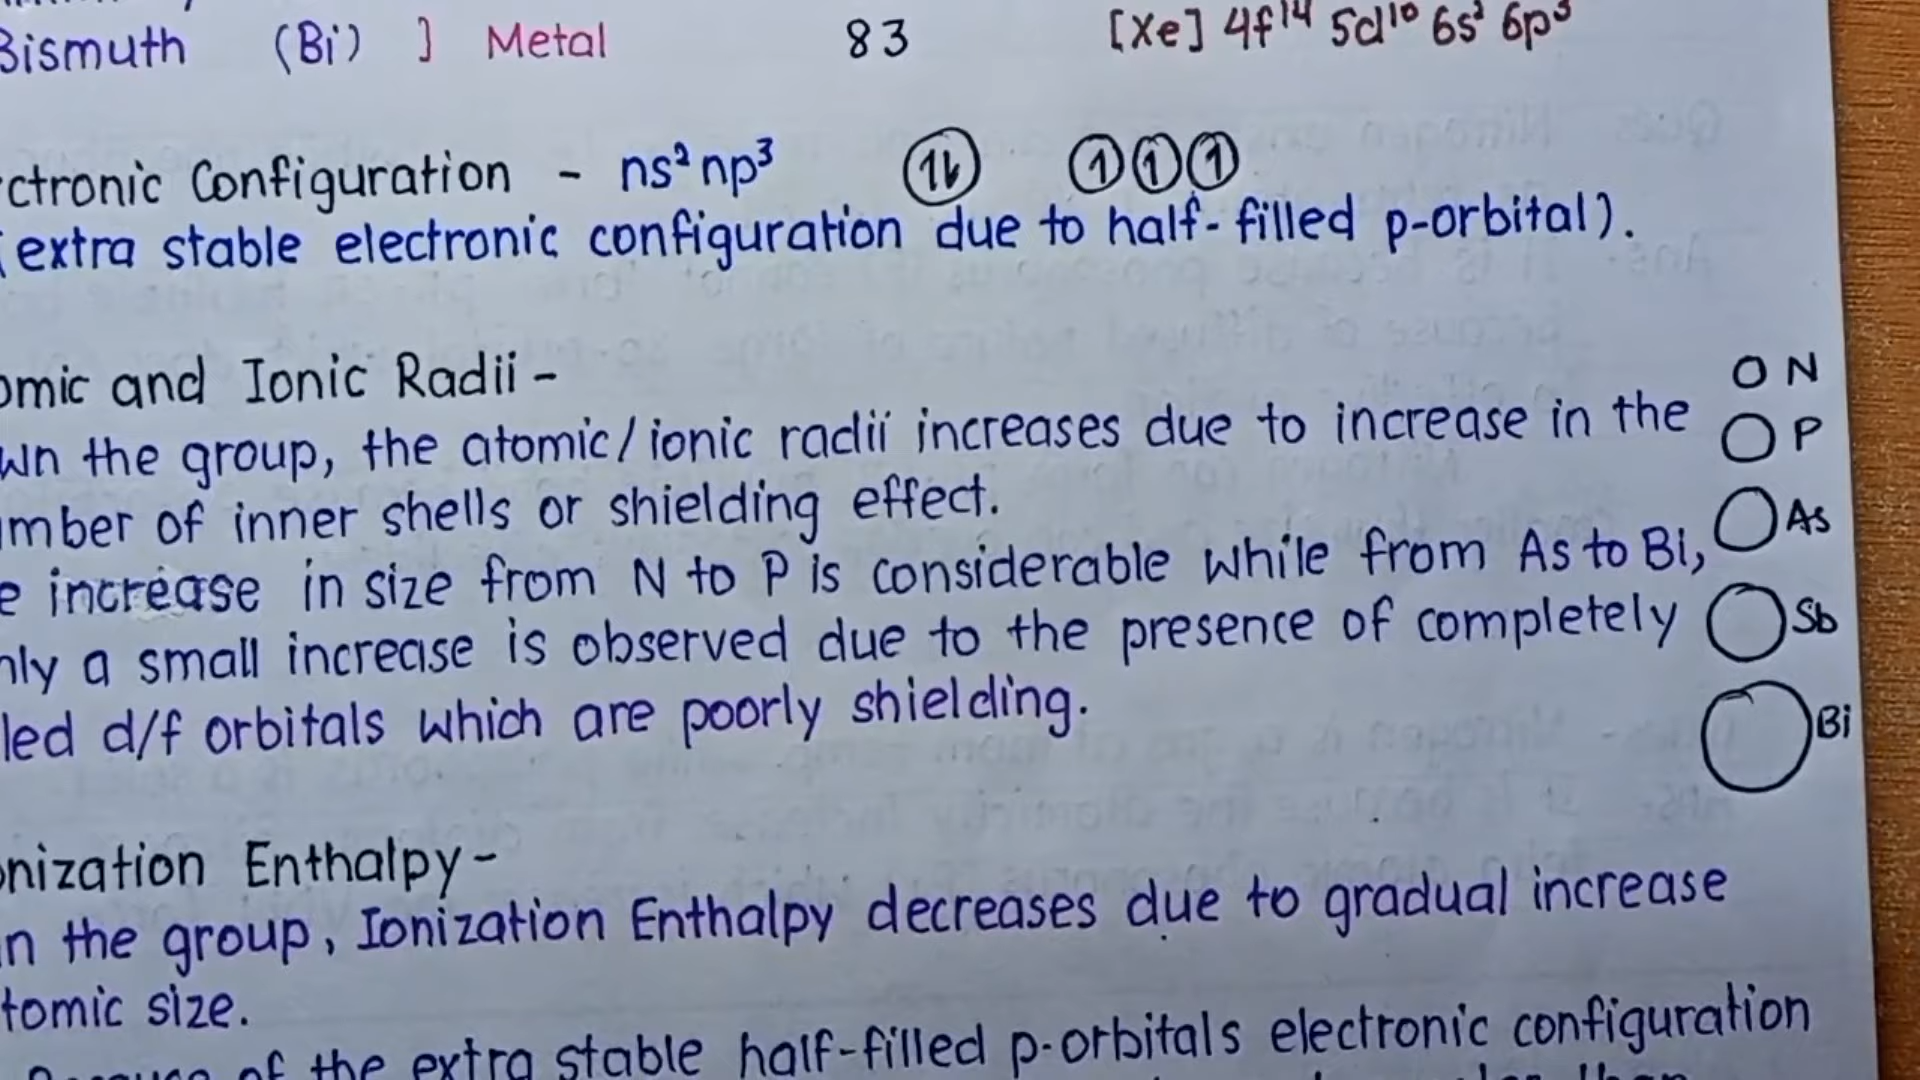 Bismuth (Bi) ] Metal 83 [Xe] 4f¹⁴ 5d¹⁰ 6s² 6p³
ctronic Configuration - ns² np³ 1l 1 1 1
(extra stable electronic configuration due to half-filled p-orbital).
omic and Ionic Radii -
wn the group, the atomic/ionic radii increases due to increase in the
mber of inner shells or shielding effect.
e increase in size from N to P is considerable while from As to Bi,
nly a small increase is observed due to the presence of completely
led d/f orbitals which are poorly shielding.
N
P
As
Sb
Bi
onization Enthalpy -
n the group, Ionization Enthalpy decreases due to gradual increase
tomic size.
Because of the extra stable half-filled p-orbitals electronic configuration